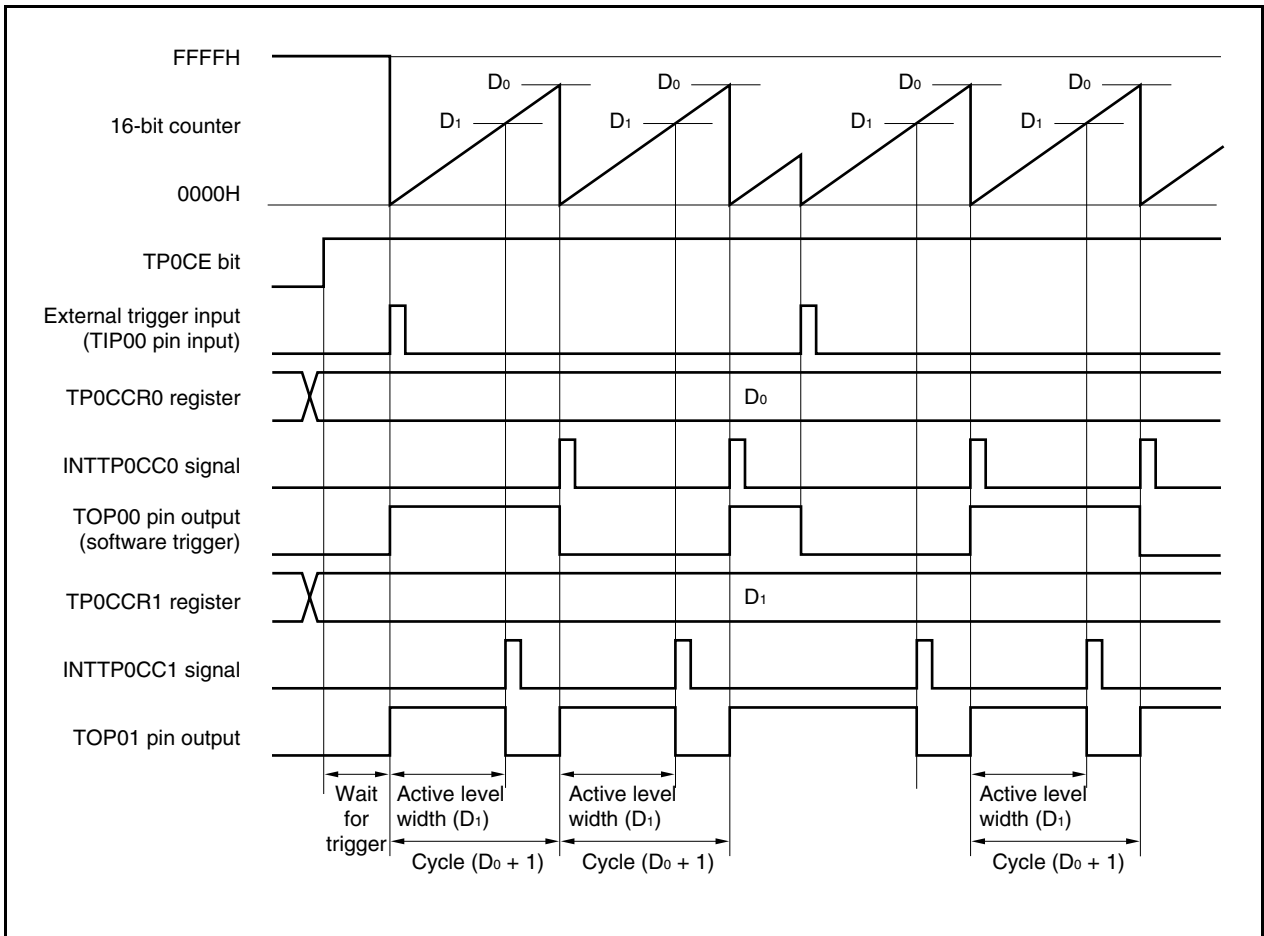 FFFFH
16-bit counter
0000H
D0 D0 D0 D0
D1 D1 D1 D1
TP0CE bit
External trigger input
(TIP00 pin input)
TP0CCR0 register
D0
INTTP0CC0 signal
TOP00 pin output
(software trigger)
TP0CCR1 register
D1
INTTP0CC1 signal
TOP01 pin output
Wait
for
trigger
Active level
width (D1)
Active level
width (D1)
Active level
width (D1)
Cycle (D0 + 1)
Cycle (D0 + 1)
Cycle (D0 + 1)